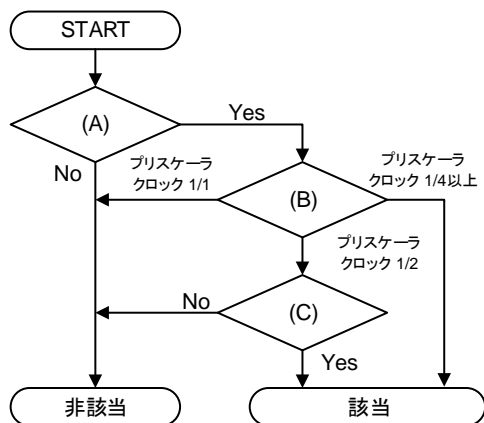 START
(A)
Yes
No
プリスケーラ
クロック 1/1
(B)
プリスケーラ
クロック 1/4以上
プリスケーラ
クロック 1/2
No
(C)
Yes
非該当
該当